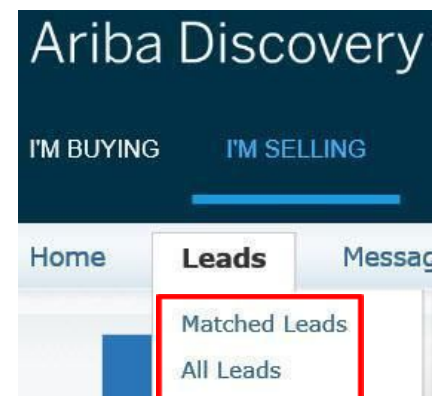 Ariba Discovery
I'M BUYING I'M SELLING
Home Leads
Matched Leads
All Leads